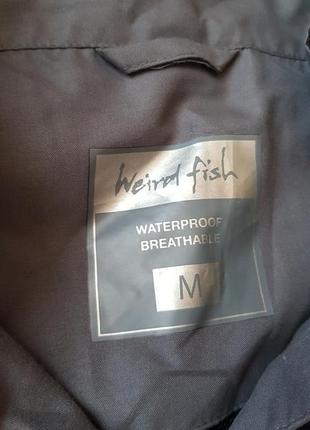 Weird fish
WATERPROOF
BREATHABLE
M